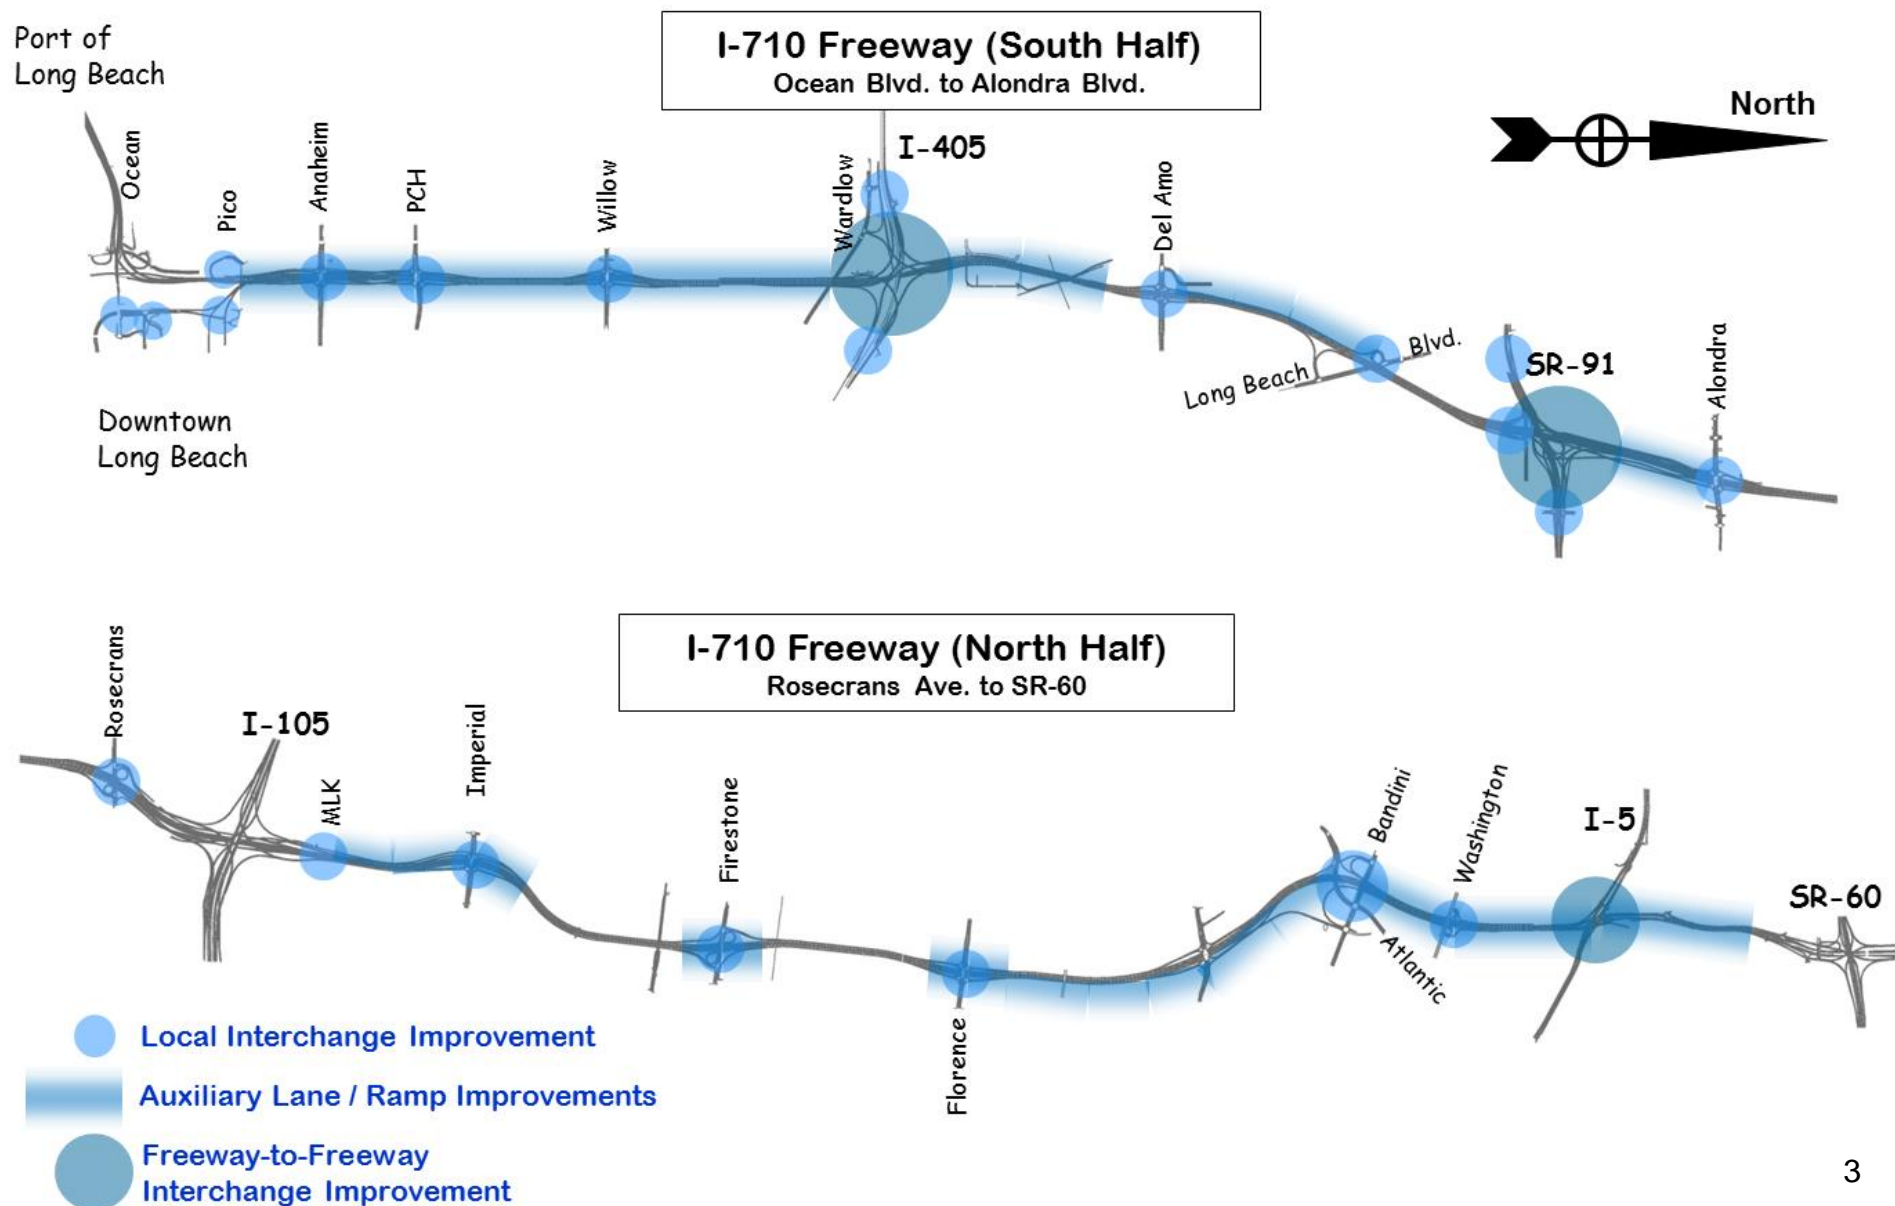 Port of
Long Beach
I-710 Freeway (South Half)
Ocean Blvd. to Alondra Blvd.
North
Ocean
Pico
Anaheim
PCH
Willow
Wardlow
I-405
Del Amo
Long Beach Blvd.
SR-91
Alondra
Downtown
Long Beach
I-710 Freeway (North Half)
Rosecrans Ave. to SR-60
Rosecrans
I-105
MLK
Imperial
Firestone
Florence
Bandini
Atlantic
Washington
I-5
SR-60
Local Interchange Improvement
Auxiliary Lane / Ramp Improvements
Freeway-to-Freeway
Interchange Improvement
3